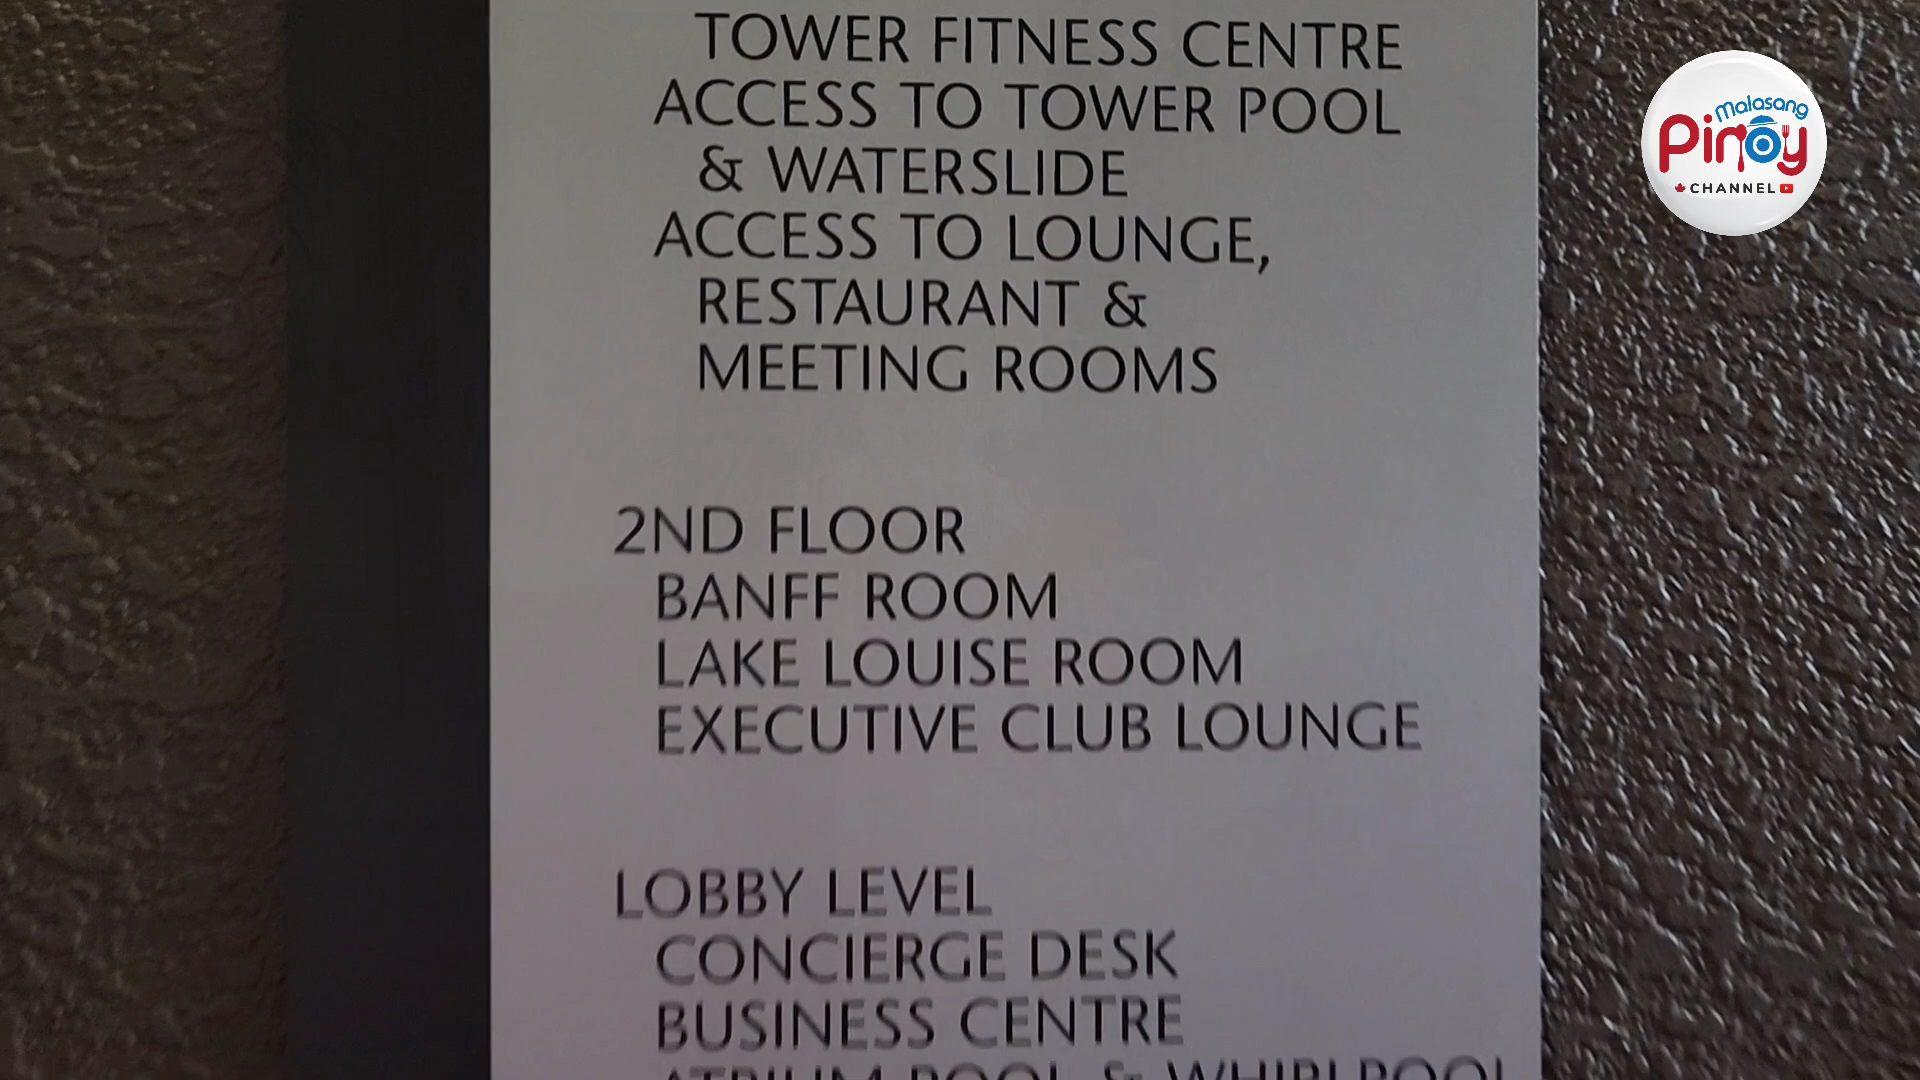 TOWER FITNESS CENTRE
ACCESS TO TOWER POOL
& WATERSLIDE
ACCESS TO LOUNGE,
RESTAURANT &
MEETING ROOMS
2ND FLOOR
BANFF ROOM
LAKE LOUISE ROOM
EXECUTIVE CLUB LOUNGE
LOBBY LEVEL
CONCIERGE DESK
BUSINESS CENTRE
ATRIUM POOL & WHIRLPOOL
malasang
Pinoy
CHANNEL